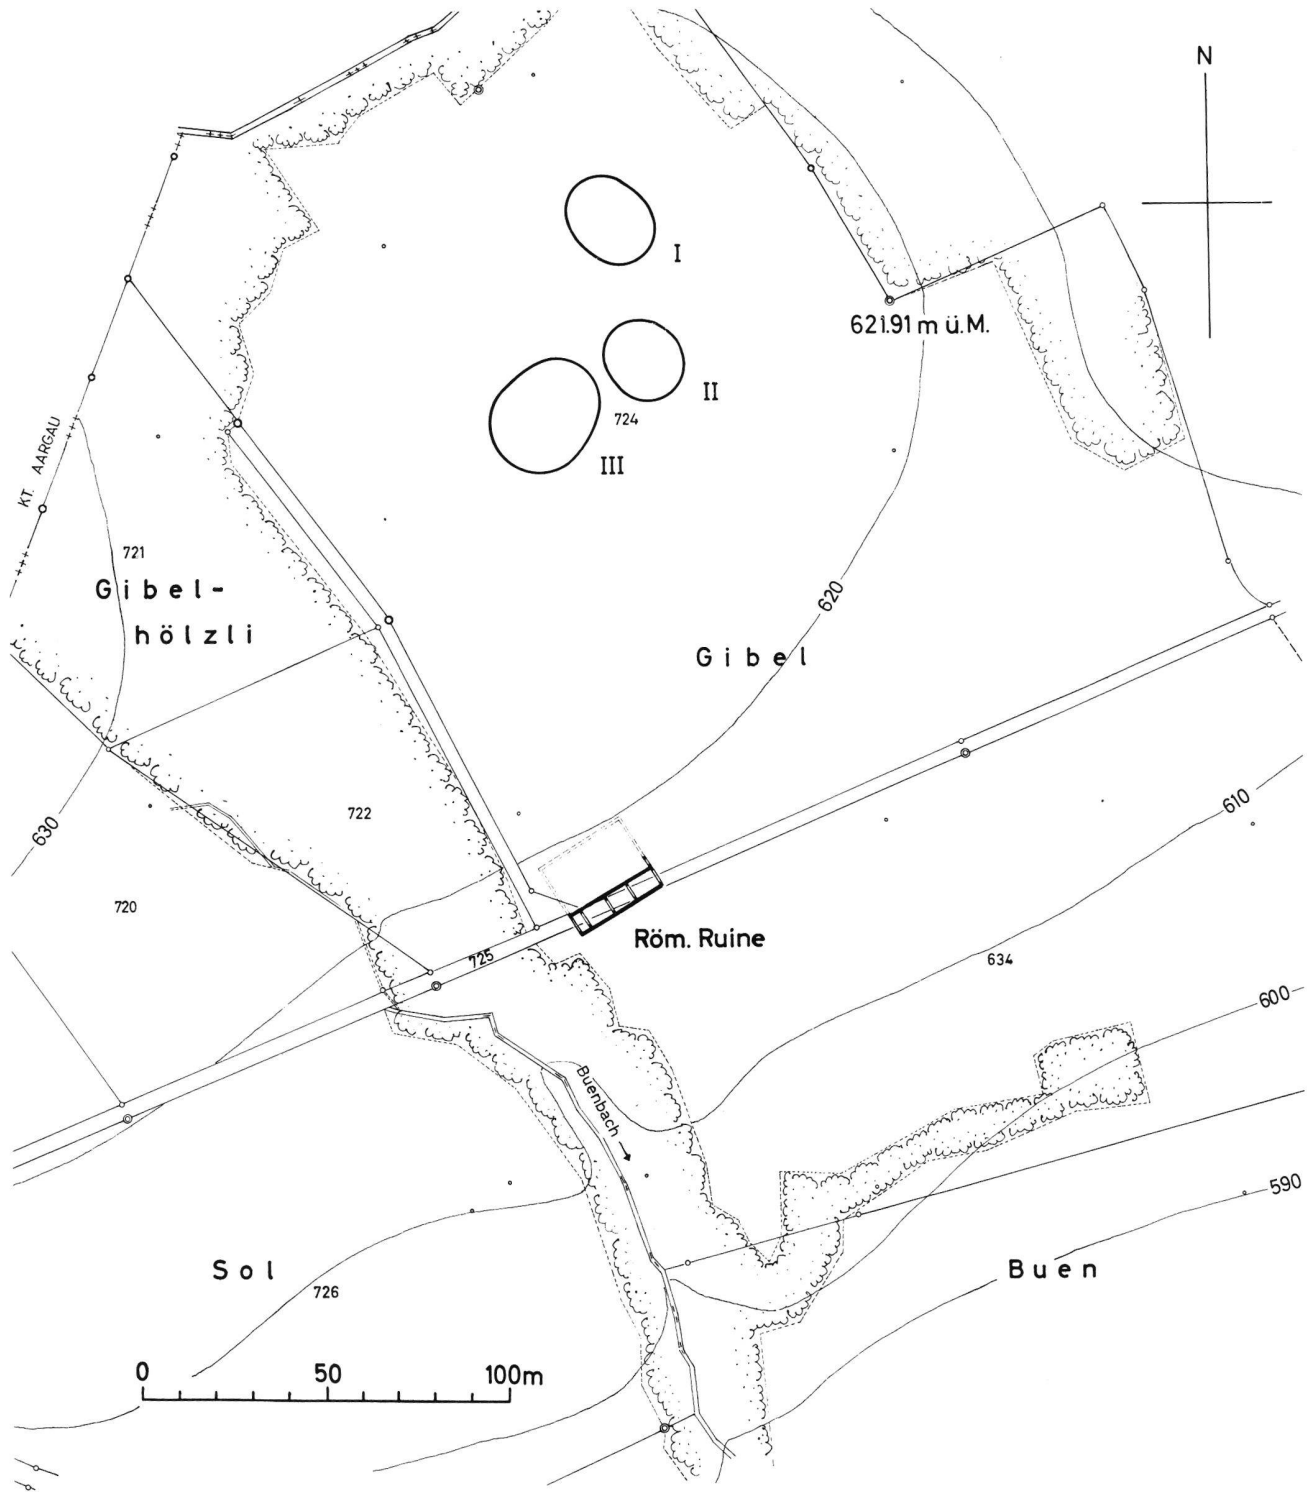 N
I
621.91 m ü.M.
II
724
III
KT. AARGAU
721
Gibel-
hölzli
620
Gibel
722
630
610
720
Röm. Ruine
725
634
600
Buenbach
590
Sol
Buen
726
0 50 100m